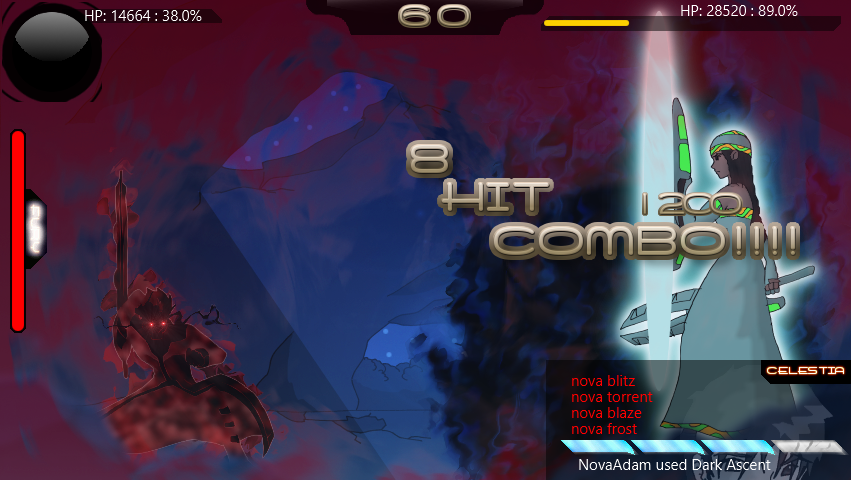 HP: 14664 : 38.0%
60
HP: 28520 : 89.0%
8
HIT
1200
COMBO!!!!
CELESTIA
nova blitz
nova torrent
nova blaze
nova frost
NovaAdam used Dark Ascent